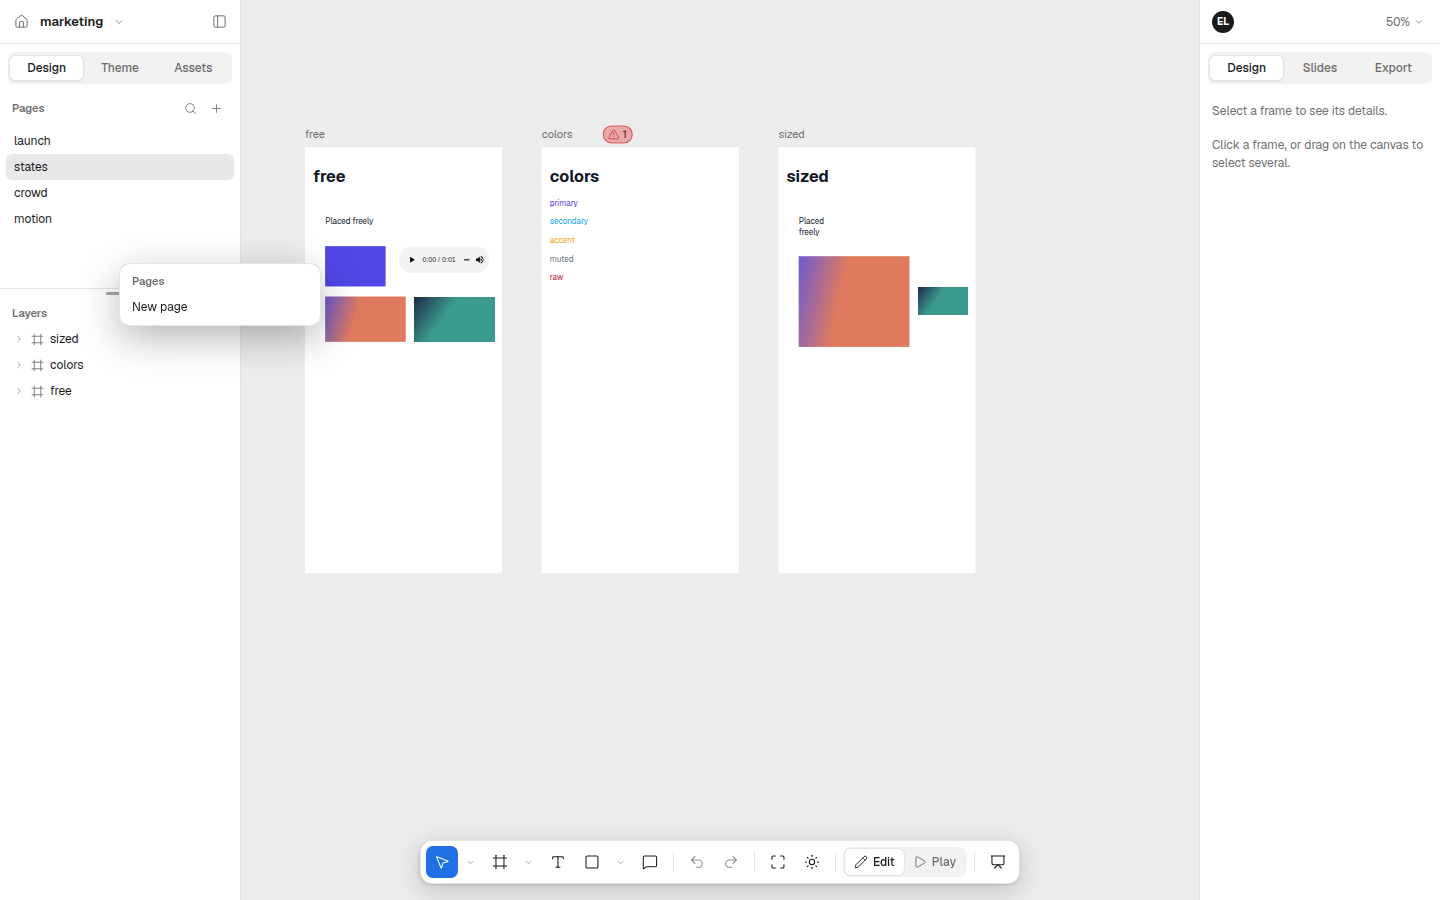 marketing
Design
Theme
Assets
Pages
launch
states
crowd
motion
Pages
New page
Layers
sized
colors
free
free
free
Placed freely
0:00 / 0:01
colors
1
colors
primary
secondary
accent
muted
raw
sized
sized
Placed
freely
Edit
Play
EL
50%
Design
Slides
Export
Select a frame to see its details.
Click a frame, or drag on the canvas to
select several.